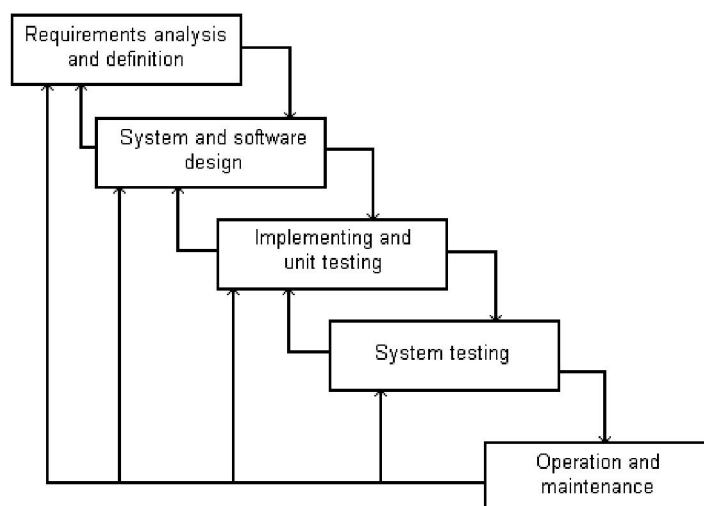 Requirements analysis
and definition
System and software
design
Implementing and
unit testing
System testing
Operation and
maintenance